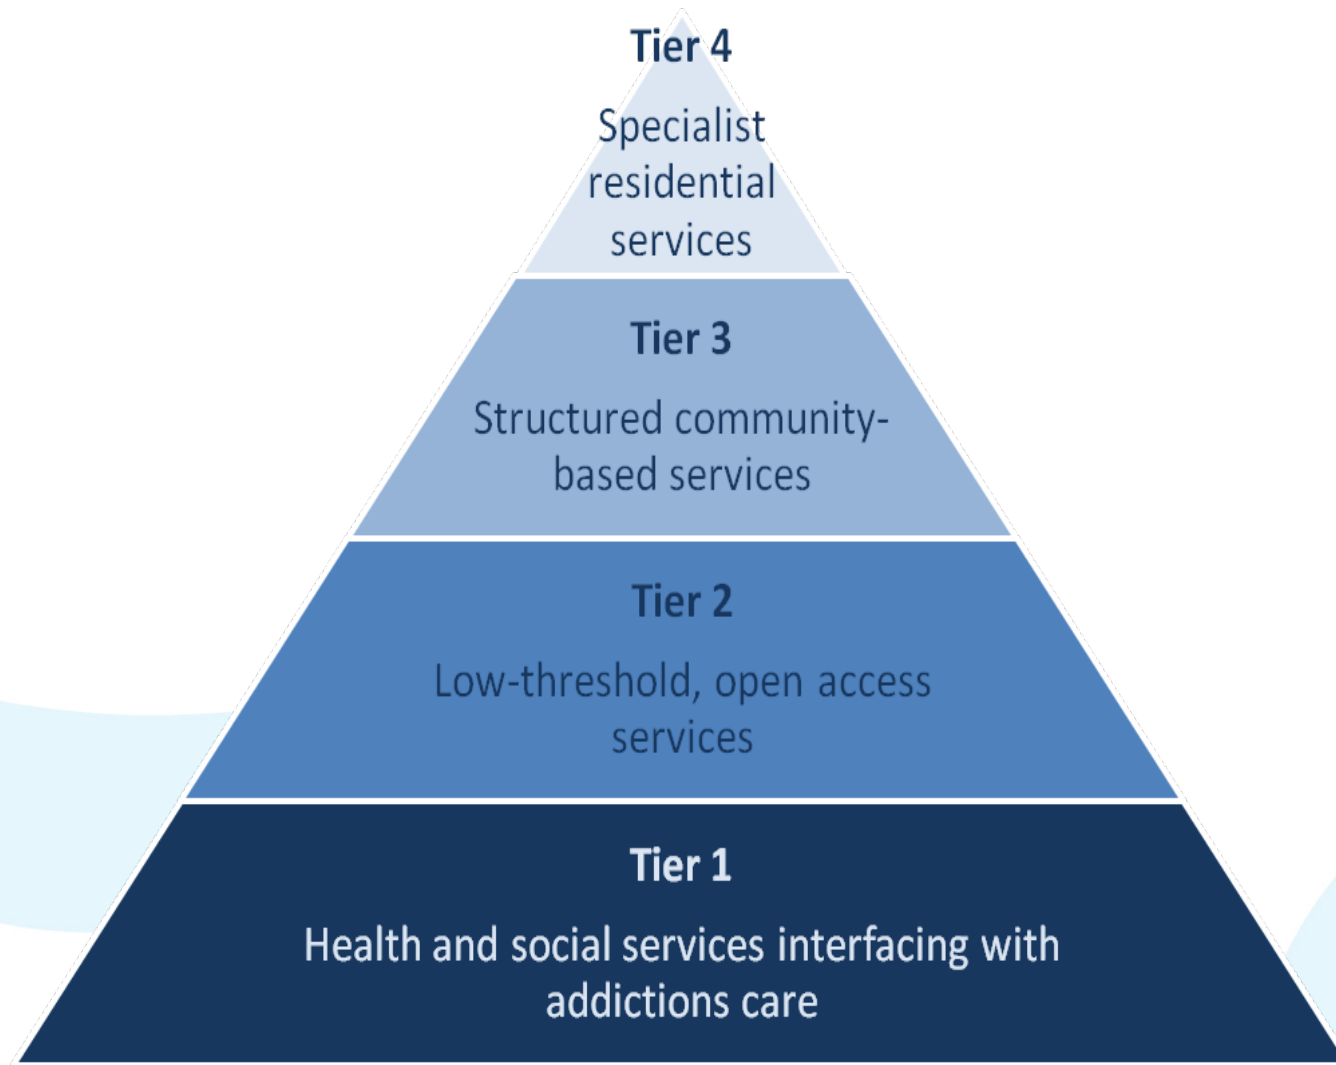 Tier 4
Specialist
residential
services
Tier 3
Structured community-
based services
Tier 2
Low-threshold, open access
services
Tier 1
Health and social services interfacing with
addictions care